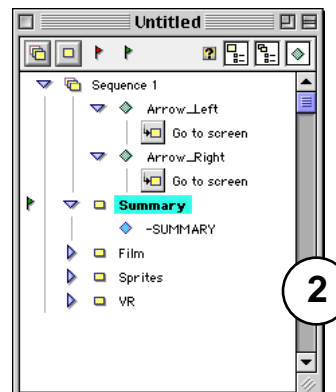 Untitled
Sequence 1
Arrow_Left
Go to screen
Arrow_Right
Go to screen
Summary
-SUMMARY
Film
Sprites
VR
2